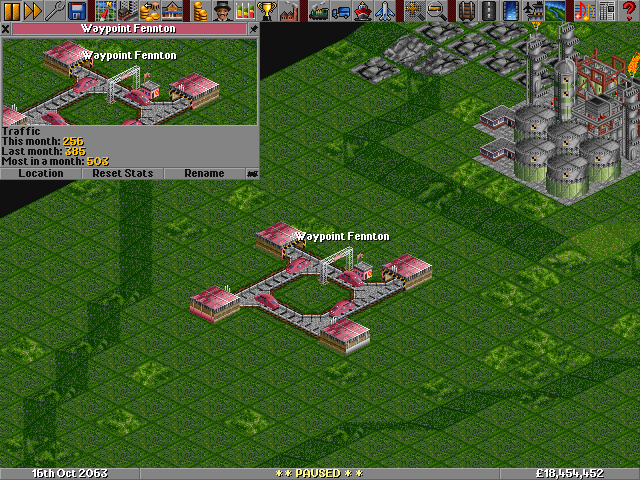 Waypoint Fennton
Waypoint Fennton
Traffic
This month: 256
Last month: 385
Most in a month: 503
Location
Reset Stats
Rename
Waypoint Fennton
16th Oct 2063
** PAUSED **
£18,454,452